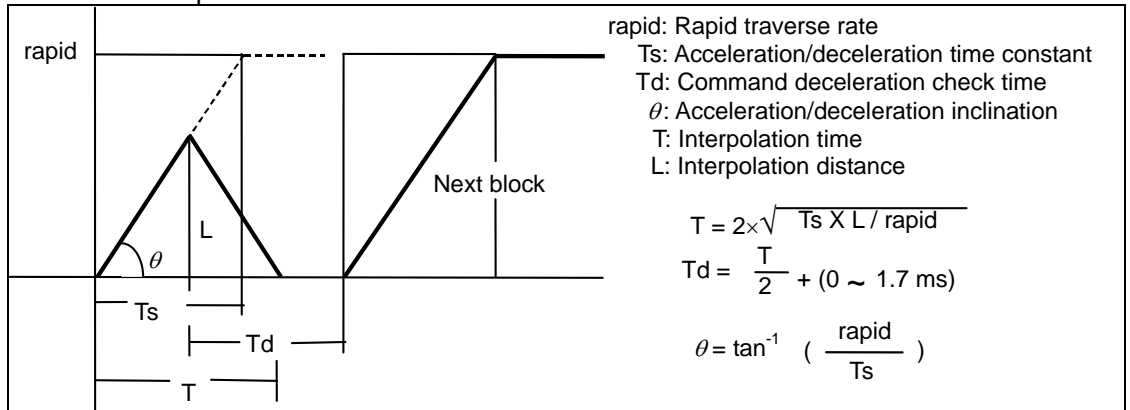 rapid
Next block
L
θ
Ts
Td
T
rapid: Rapid traverse rate
Ts: Acceleration/deceleration time constant
Td: Command deceleration check time
θ: Acceleration/deceleration inclination
T: Interpolation time
L: Interpolation distance
T = 2×√ Ts X L / rapid
Td = T/2 + (0 ~ 1.7 ms)
θ = tan⁻¹ ( rapid/Ts )